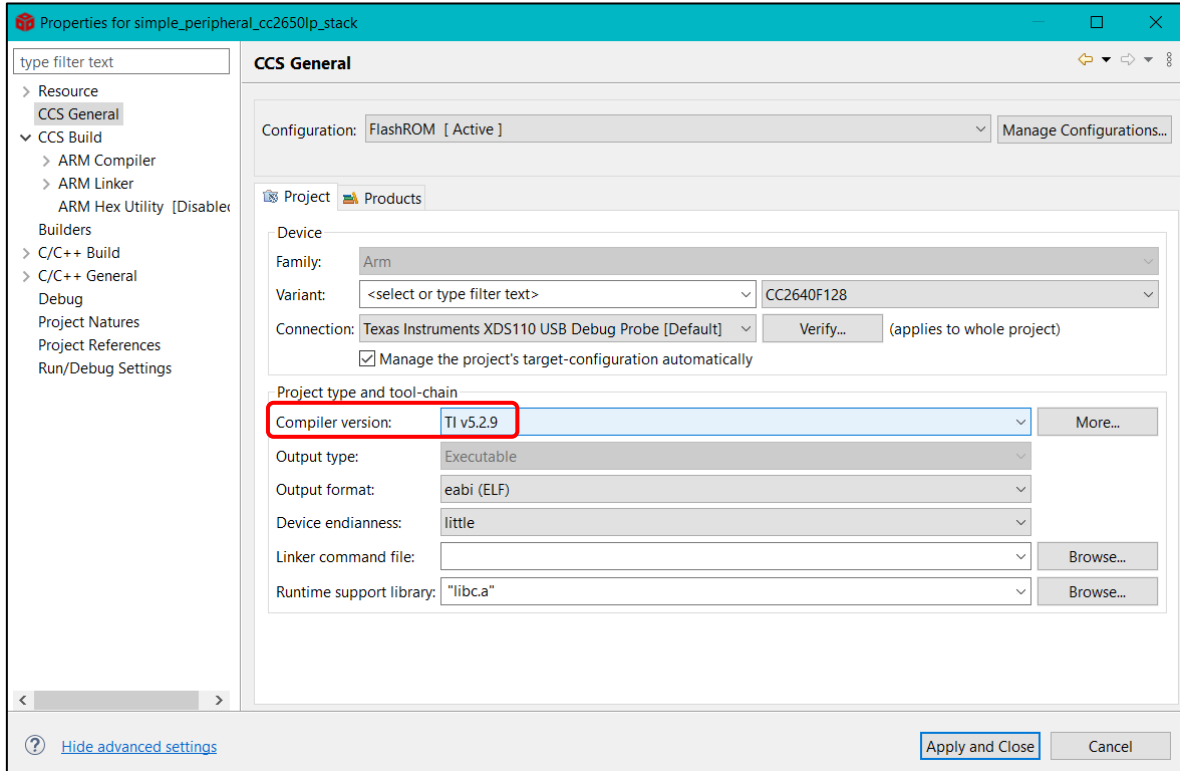 Properties for simple_peripheral_cc2650lp_stack
type filter text
Resource
CCS General
CCS Build
ARM Compiler
ARM Linker
ARM Hex Utility [Disabled
Builders
C/C++ Build
C/C++ General
Debug
Project Natures
Project References
Run/Debug Settings
CCS General
Configuration: FlashROM [ Active ] Manage Configurations...
Project Products
Device
Family: Arm
Variant: <select or type filter text> CC2640F128
Connection: Texas Instruments XDS110 USB Debug Probe [Default] Verify... (applies to whole project)
Manage the project's target-configuration automatically
Project type and tool-chain
Compiler version: TI v5.2.9 More...
Output type: Executable
Output format: eabi (ELF)
Device endianness: little
Linker command file: Browse...
Runtime support library: "libc.a" Browse...
? Hide advanced settings Apply and Close Cancel